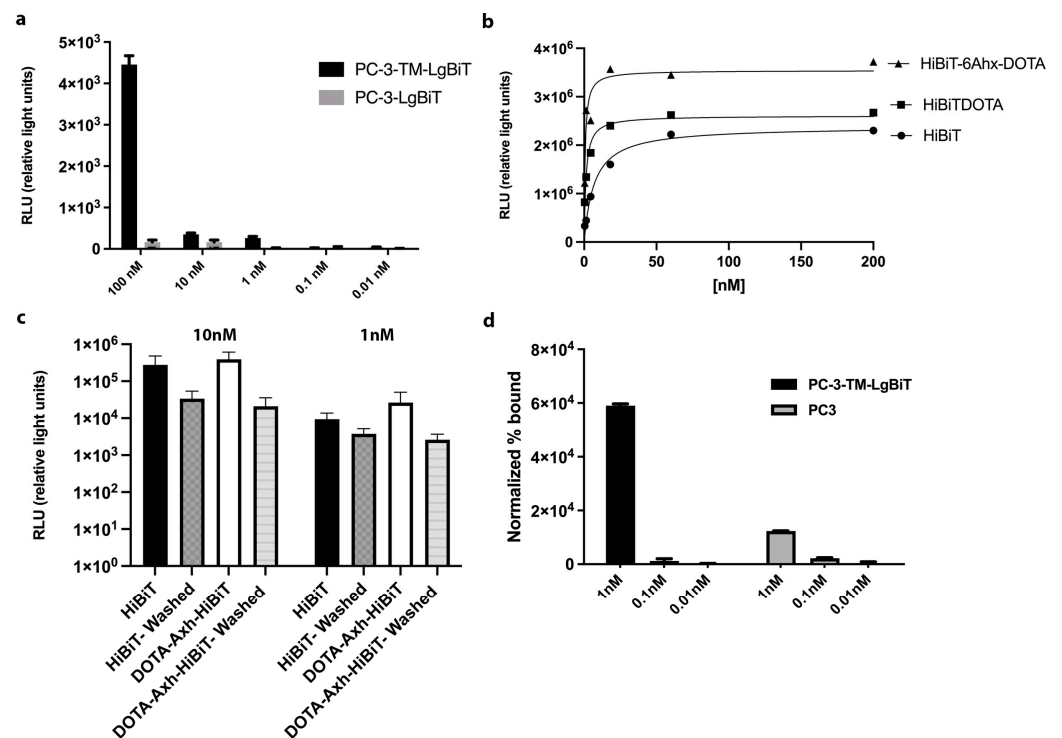 a
RLU (relative light units)
5×10³
4×10³
3×10³
2×10³
1×10³
0
100 nM
10 nM
1 nM
0.1 nM
0.01 nM
PC-3-TM-LgBiT
PC-3-LgBiT
b
RLU (relative light units)
4×10⁶
3×10⁶
2×10⁶
1×10⁶
0
0
50
100
150
200
[nM]
HiBiT-6Ahx-DOTA
HiBiTDOTA
HiBiT
c
RLU (relative light units)
10nM
1nM
1×10⁶
1×10⁵
1×10⁴
1×10³
1×10²
1×10¹
1×10⁰
HiBiT
HiBiT- Washed
DOTA-Axh-HiBiT
DOTA-Axh-HiBiT- Washed
HiBiT
HiBiT- Washed
DOTA-Axh-HiBiT
DOTA-Axh-HiBiT- Washed
d
Normalized % bound
8×10⁴
6×10⁴
4×10⁴
2×10⁴
0
1nM
0.1nM
0.01nM
1nM
0.1nM
0.01nM
PC-3-TM-LgBiT
PC3